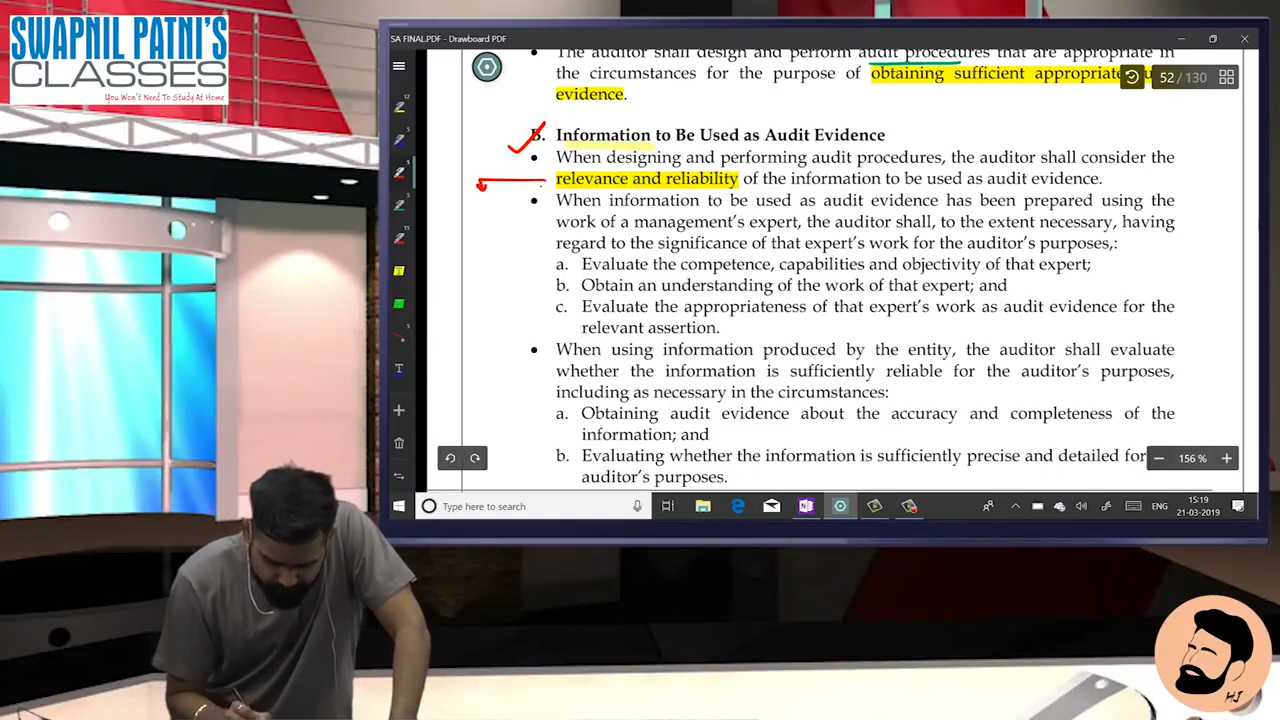 SWAPNIL PATNI'S
CLASSES
You Won't Need To Study At Home
SA FINAL.PDF - Drawboard PDF
The auditor shall design and perform audit procedures that are appropriate in
the circumstances for the purpose of obtaining sufficient appropriate
evidence.
52 / 130
B. Information to Be Used as Audit Evidence
When designing and performing audit procedures, the auditor shall consider the
relevance and reliability of the information to be used as audit evidence.
When information to be used as audit evidence has been prepared using the
work of a management's expert, the auditor shall, to the extent necessary, having
regard to the significance of that expert's work for the auditor's purposes,:
a. Evaluate the competence, capabilities and objectivity of that expert;
b. Obtain an understanding of the work of that expert; and
c. Evaluate the appropriateness of that expert's work as audit evidence for the
relevant assertion.
When using information produced by the entity, the auditor shall evaluate
whether the information is sufficiently reliable for the auditor's purposes,
including as necessary in the circumstances:
a. Obtaining audit evidence about the accuracy and completeness of the
information; and
b. Evaluating whether the information is sufficiently precise and detailed for
auditor's purposes.
156 %
Type here to search
ENG
15:19
21-03-2019
HJ